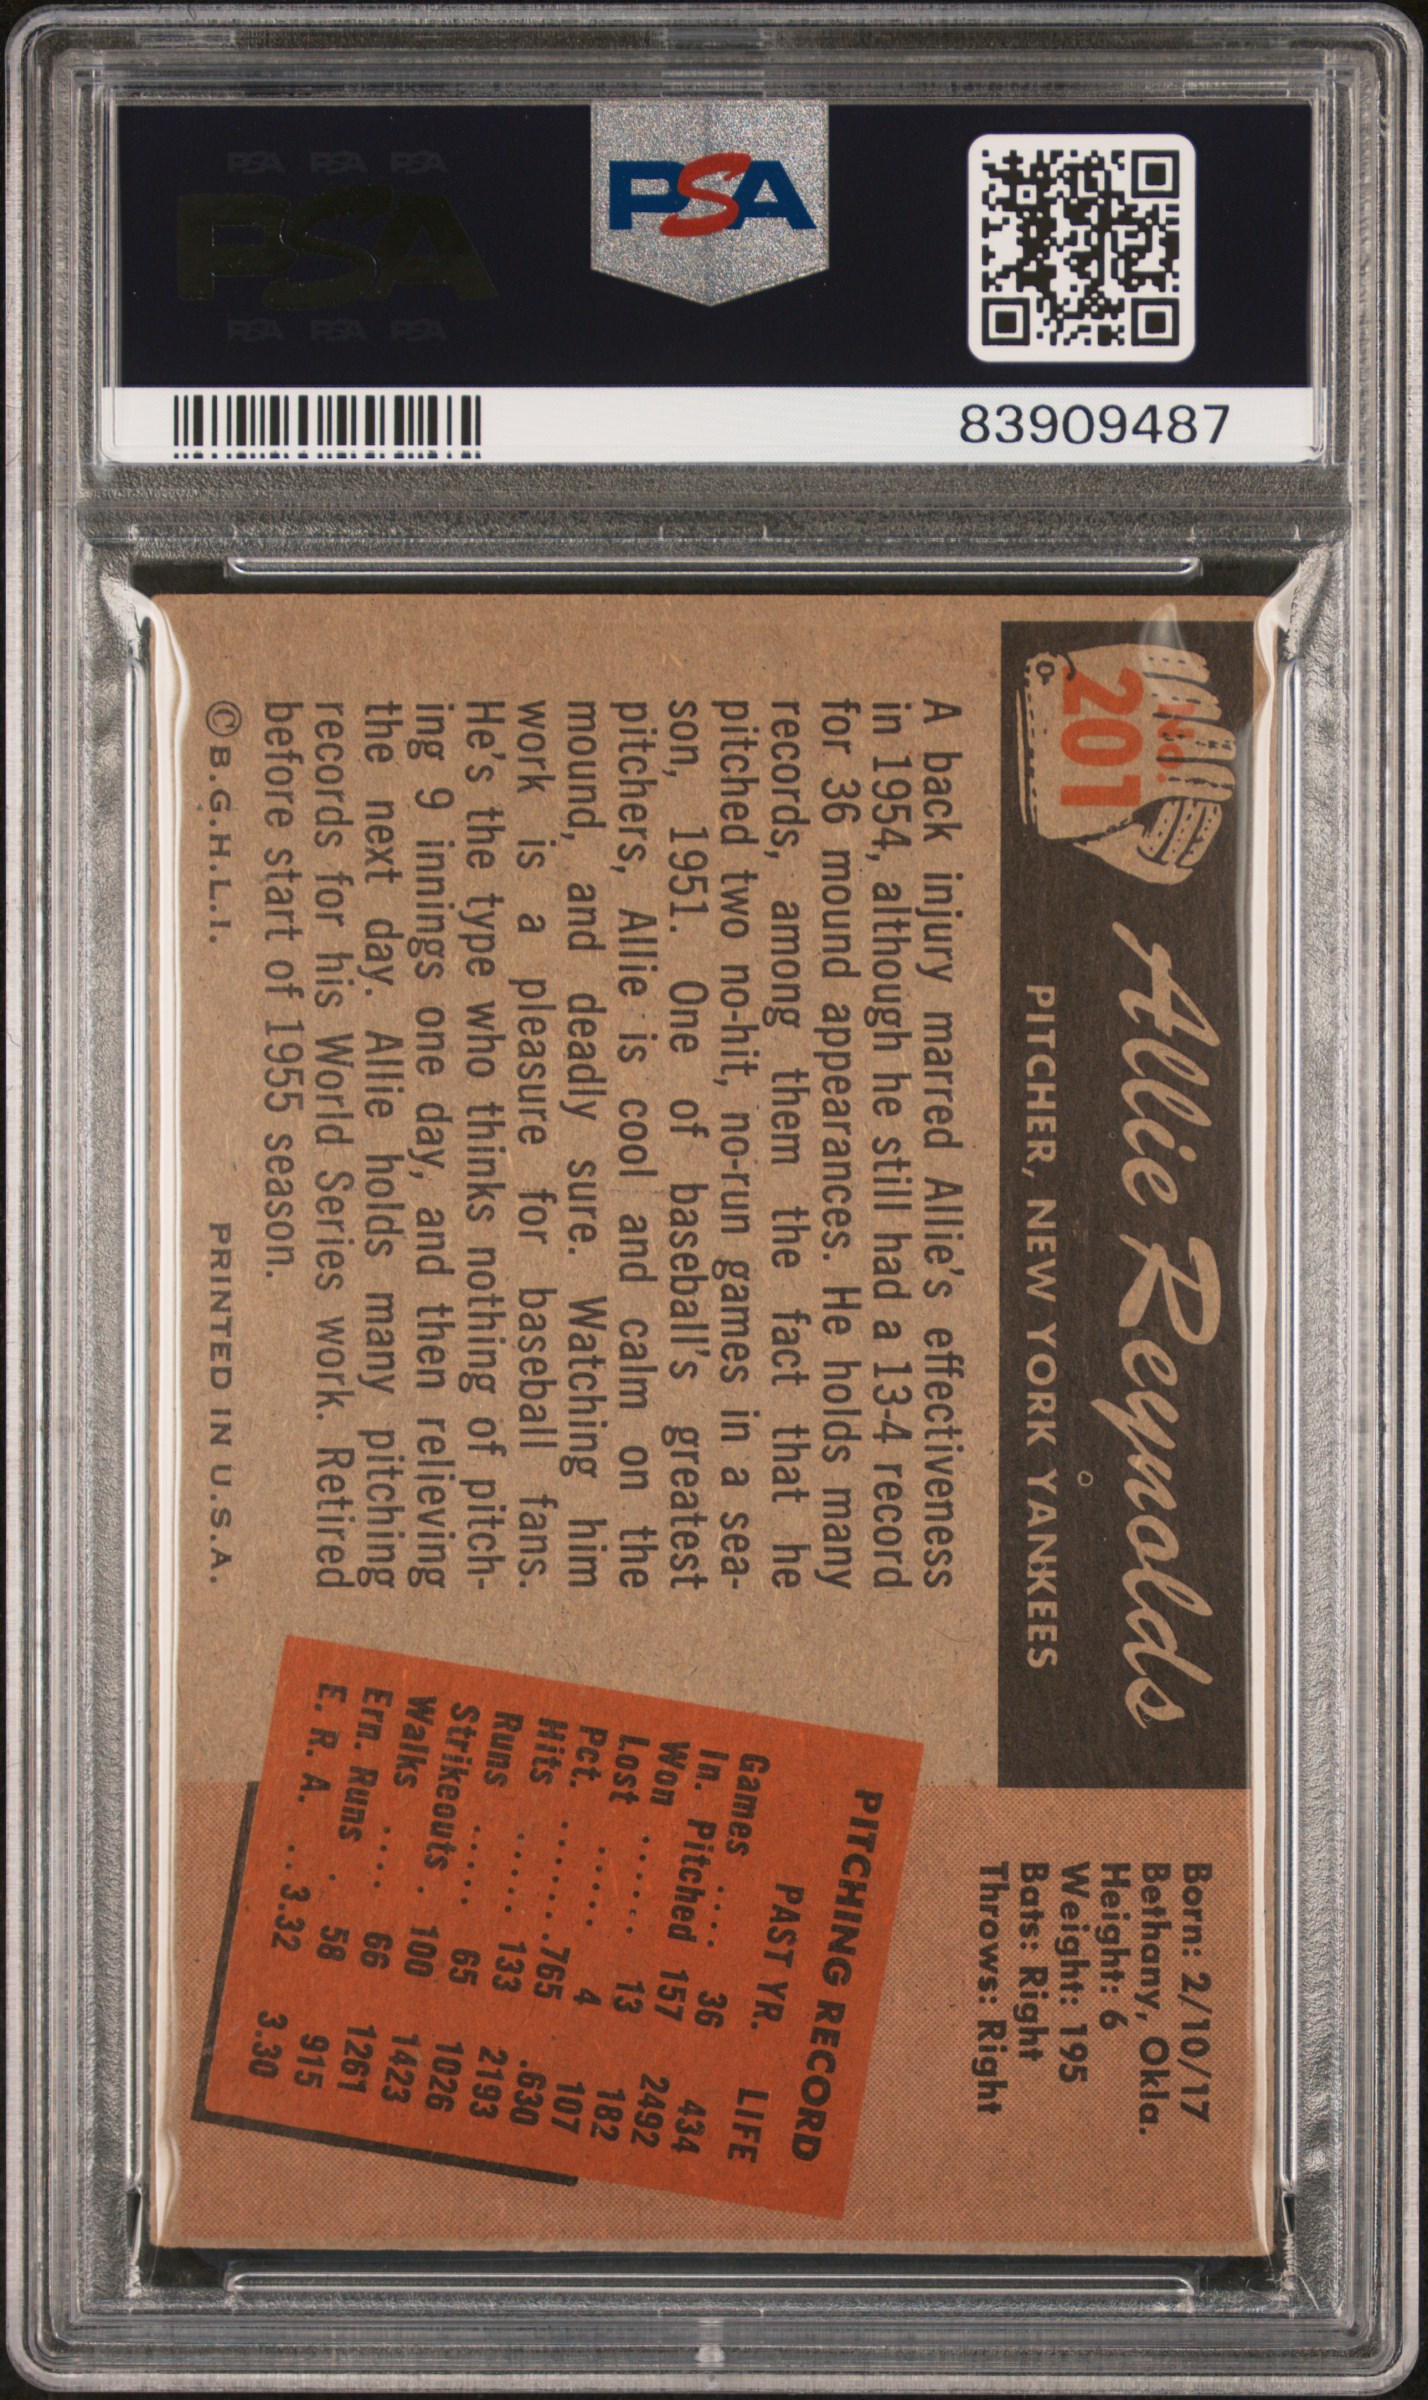 PSA PSA PSA
PSA
PSA PSA PSA
PSA
83909487
No.
201
Allie Reynolds
PITCHER, NEW YORK YANKEES
Born: 2/10/17
Bethany, Okla.
Height: 6
Weight: 195
Bats: Right
Throws: Right
A back injury marred Allie's effectiveness
in 1954, although he still had a 13-4 record
for 36 mound appearances. He holds many
records, among them the fact that he
pitched two no-hit, no-run games in a sea-
son, 1951. One of baseball's greatest
pitchers, Allie is cool and calm on the
mound, and deadly sure. Watching him
work is a pleasure for baseball fans.
He's the type who thinks nothing of pitch-
ing 9 innings one day, and then relieving
the next day. Allie holds many pitching
records for his World Series work. Retired
before start of 1955 season.
© B.G.H.L.I. PRINTED IN U.S.A.
PITCHING RECORD
PAST YR. LIFE
Games .... 36 434
In. Pitched 157 2492
Won ...... 13 182
Lost ...... 4 107
Pct. ...... .765 .630
Hits ...... 133 2193
Runs ..... 65 1026
Strikeouts . 100 1423
Walks .... 66 1261
Ern. Runs . 58 915
E. R. A. ...3.32 3.30